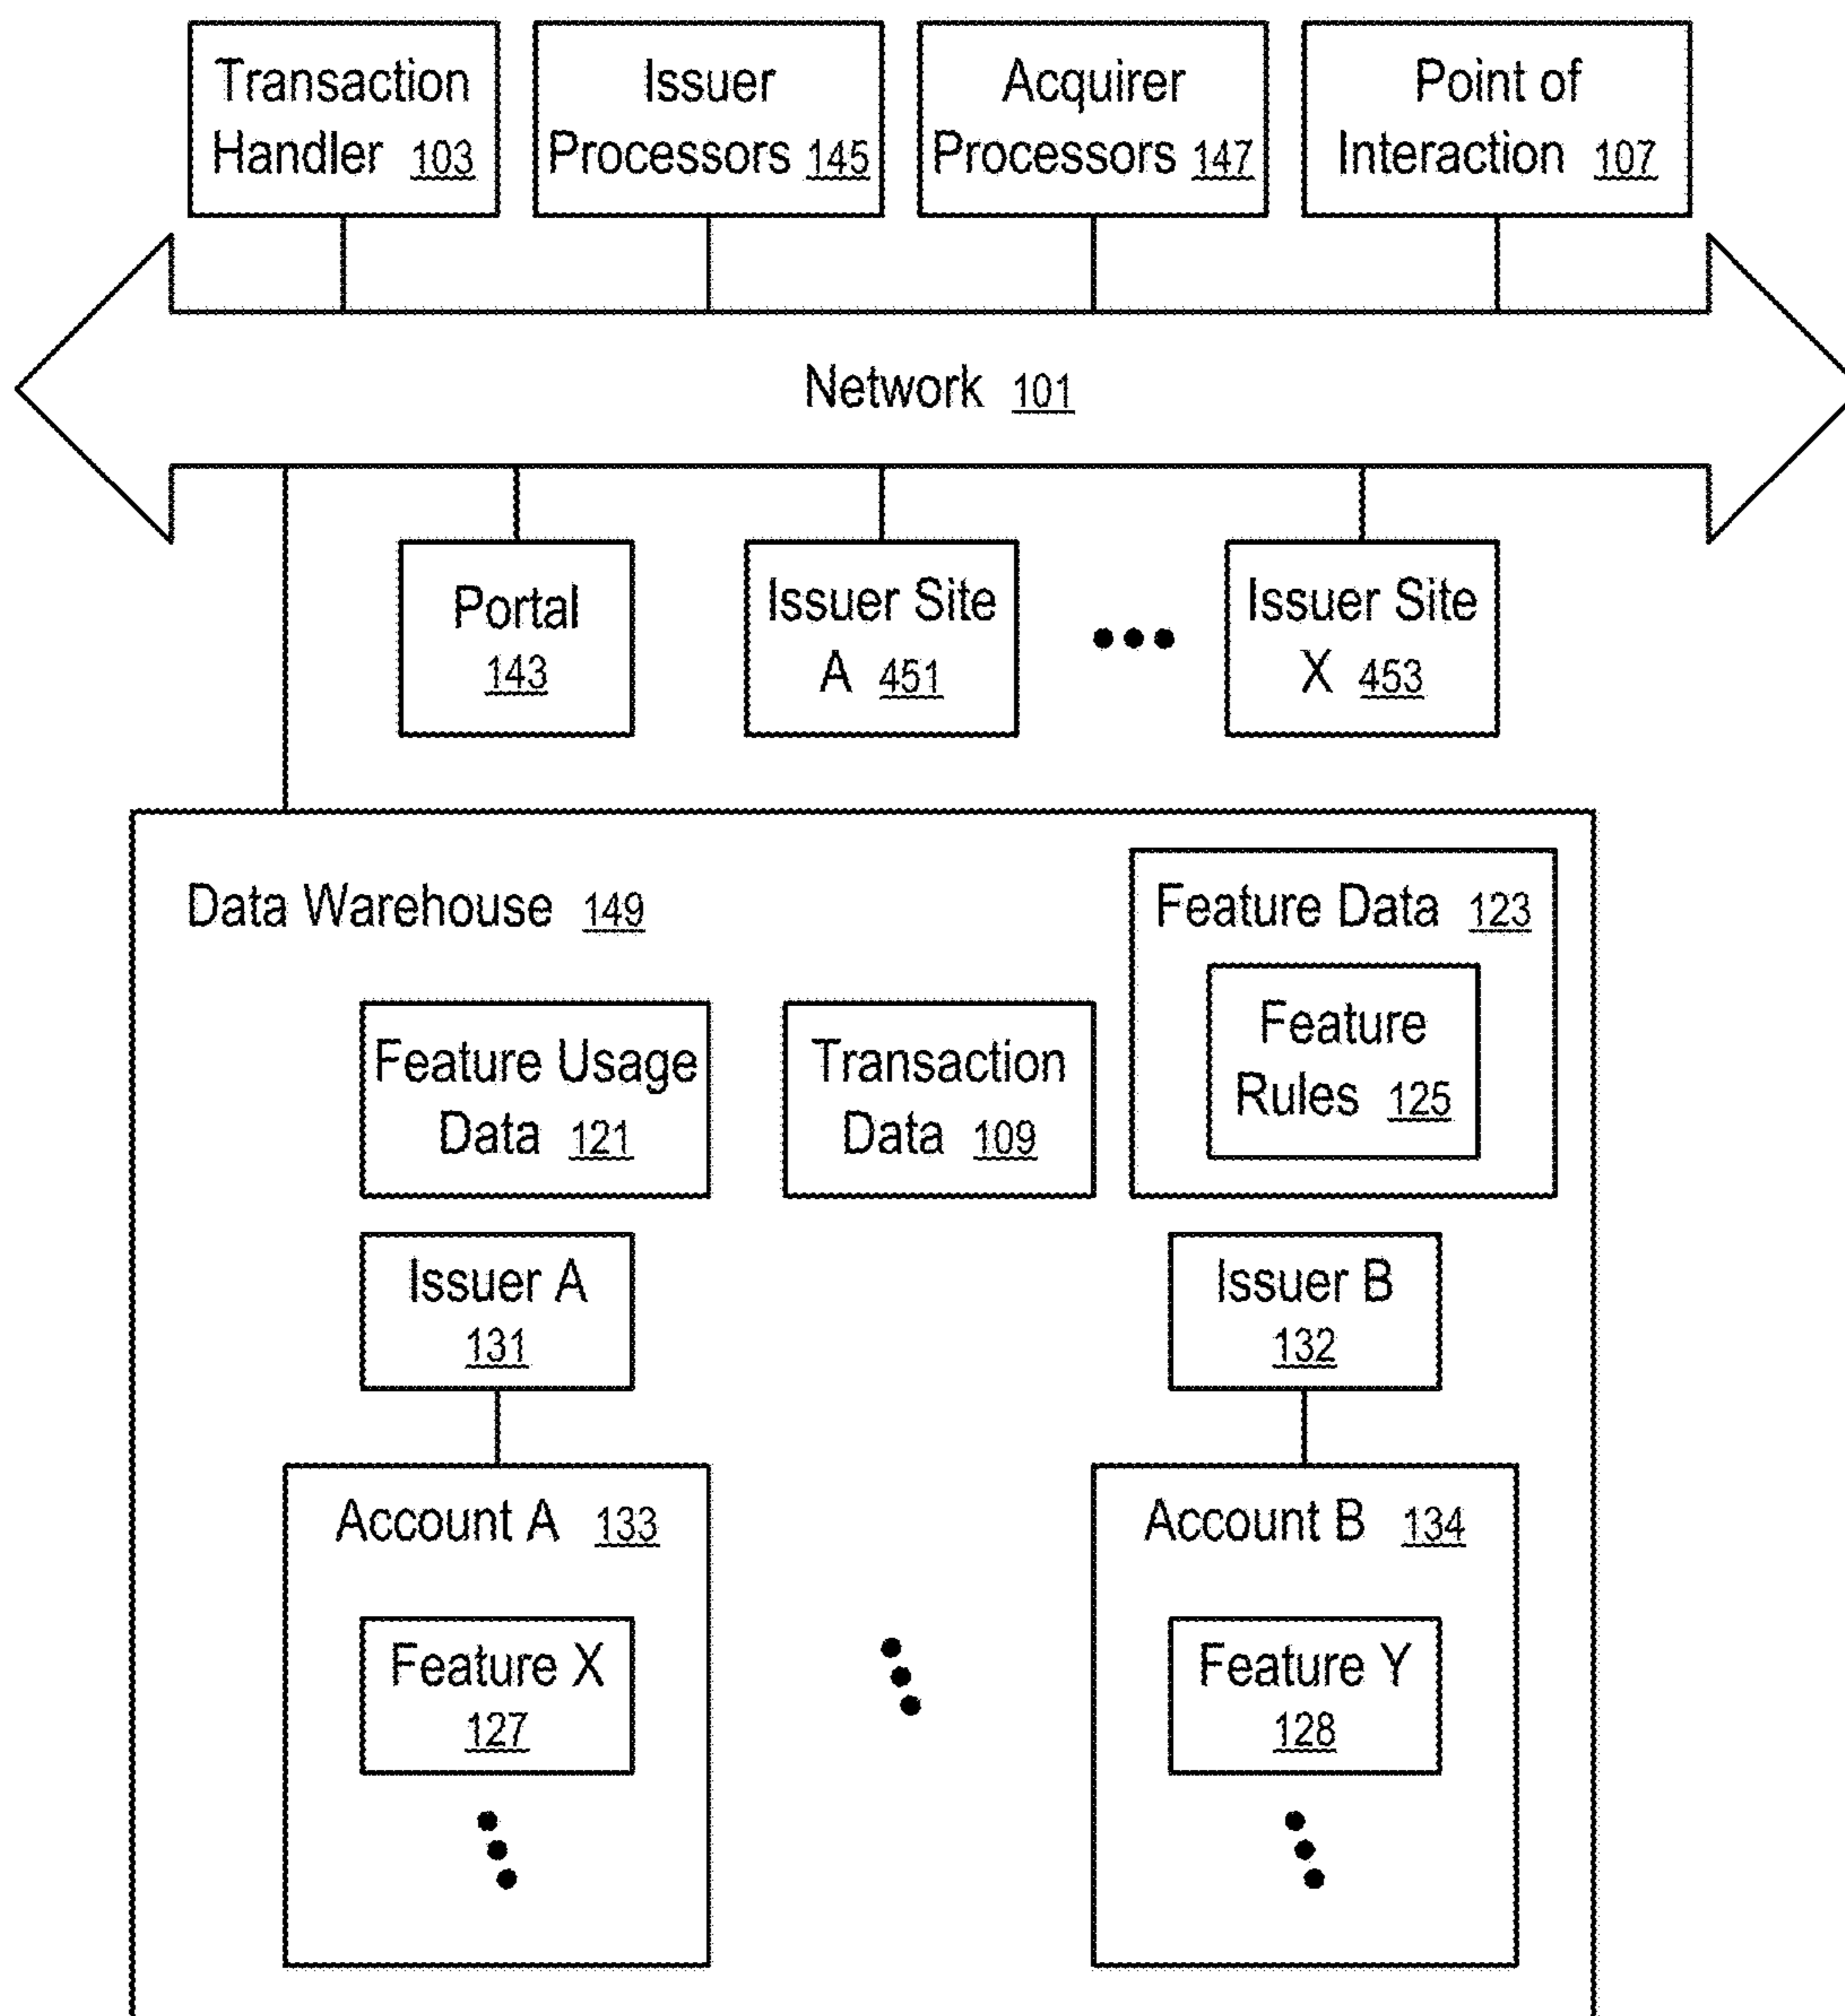 Transaction
Handler 103
Issuer
Processors 145
Acquirer
Processors 147
Point of
Interaction 107
Network 101
Portal
143
Issuer Site
A 451
Issuer Site
X 453
Data Warehouse 149
Feature Data 123
Feature
Rules 125
Feature Usage
Data 121
Transaction
Data 109
Issuer A
131
Issuer B
132
Account A 133
Account B 134
Feature X
127
Feature Y
128